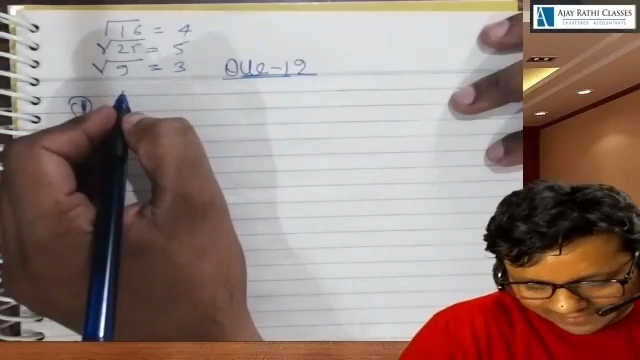 √16 = 4
√25 = 5
√9 = 3
Que-12
AJAY RATHI CLASSES
CHARTERED ACCOUNTANTS